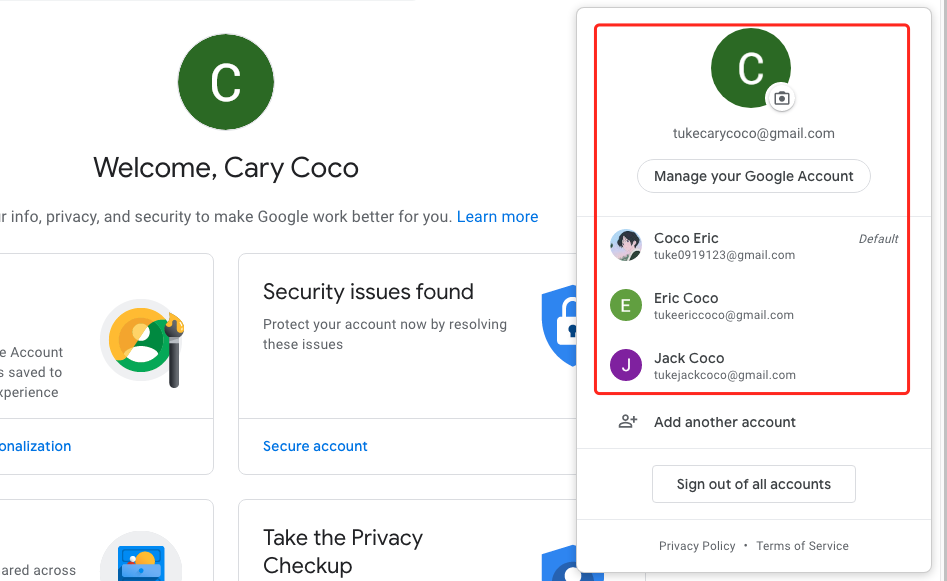 C
Welcome, Cary Coco
r info, privacy, and security to make Google work better for you. Learn more
e Account
s saved to
xperience
onalization
Security issues found
Protect your account now by resolving
these issues
Secure account
ared across
Take the Privacy
Checkup
C
tukecarycoco@gmail.com
Manage your Google Account
Coco Eric
Default
tuke0919123@gmail.com
E
Eric Coco
tukeericcoco@gmail.com
J
Jack Coco
tukejackcoco@gmail.com
Add another account
Sign out of all accounts
Privacy Policy • Terms of Service